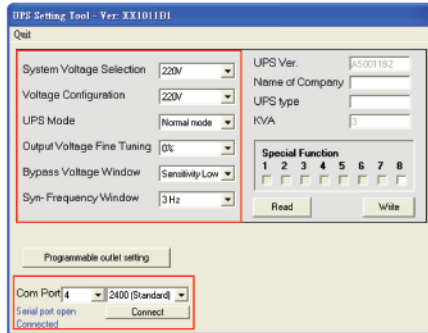 UPS Setting Tool - Ver: XX1011B1
Quit
System Voltage Selection 220V
Voltage Configuration 220V
UPS Mode Normal mode
Output Voltage Fine Tuning 0%
Bypass Voltage Window Sensitivity Low
Syn- Frequency Window 3 Hz
UPS Ver. AS0011B2
Name of Company
UPS type
KVA 3
Special Function
1 2 3 4 5 6 7 8
Read Write
Programmable outlet setting
Com Port 4 2400 (Standard)
Serial port open Connect
Connected